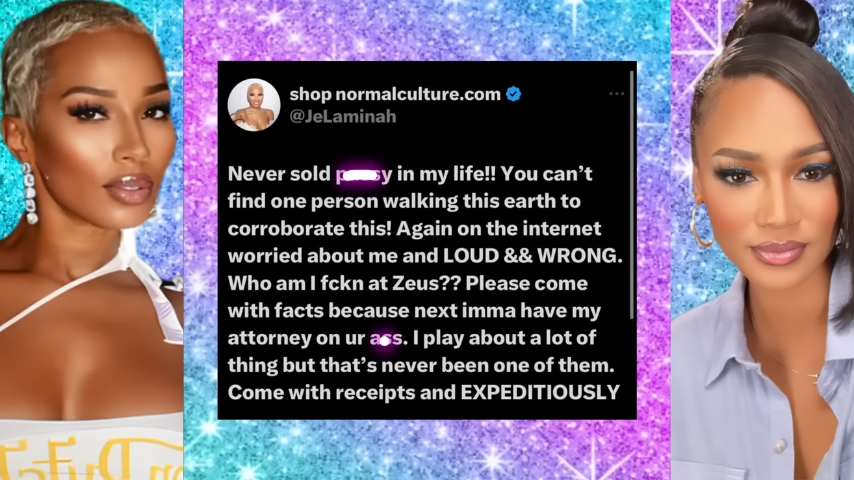 shop normalculture.com
@JeLaminah
Never sold in my life!! You can't
find one person walking this earth to
corroborate this! Again on the internet
worried about me and LOUD && WRONG.
Who am I fckn at Zeus?? Please come
with facts because next imma have my
attorney on ur ass. I play about a lot of
thing but that's never been one of them.
Come with receipts and EXPEDITIOUSLY